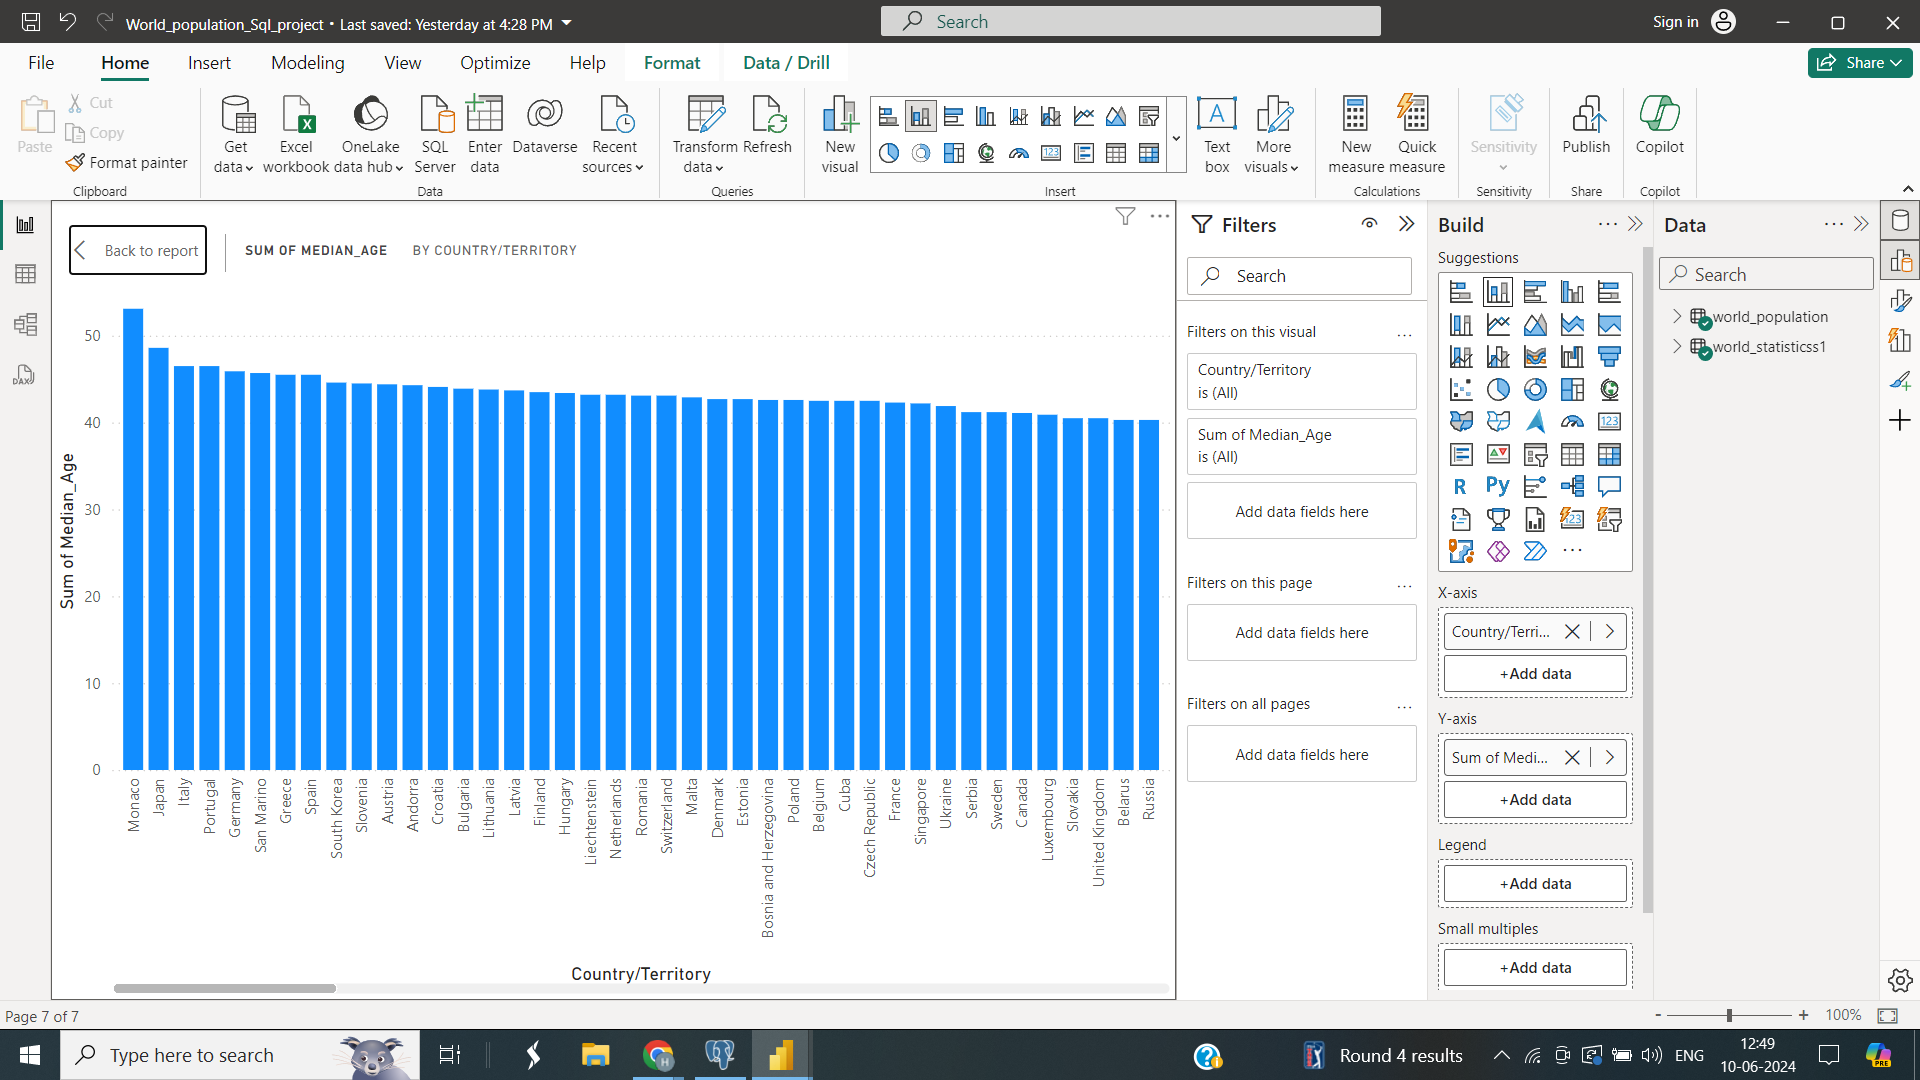 World_population_Sql_project • Last saved: Yesterday at 4:28 PM
Search
Sign in
File
Home
Insert
Modeling
View
Optimize
Help
Format
Data / Drill
Share
Paste
Cut
Copy
Format painter
Clipboard
Get data
Excel workbook
OneLake data hub
SQL Server
Enter data
Dataverse
Recent sources
Data
Transform data
Refresh
Queries
New visual
Text box
More visuals
Insert
New measure
Quick measure
Calculations
Sensitivity
Sensitivity
Publish
Share
Copilot
Copilot
Back to report
SUM OF MEDIAN_AGE
BY COUNTRY/TERRITORY
Sum of Median_Age
50
40
30
20
10
0
Monaco
Japan
Italy
Portugal
Germany
San Marino
Greece
Spain
South Korea
Slovenia
Austria
Andorra
Croatia
Bulgaria
Lithuania
Latvia
Finland
Hungary
Liechtenstein
Netherlands
Romania
Switzerland
Malta
Denmark
Estonia
Bosnia and Herzegovina
Poland
Belgium
Cuba
Czech Republic
France
Singapore
Ukraine
Serbia
Sweden
Canada
Luxembourg
Slovakia
United Kingdom
Belarus
Russia
Country/Territory
Filters
Search
Filters on this visual
Country/Territory
is (All)
Sum of Median_Age
is (All)
Add data fields here
Filters on this page
Add data fields here
Filters on all pages
Add data fields here
Build
Suggestions
R
Py
123
123
X-axis
Country/Terri...
+Add data
Y-axis
Sum of Medi...
+Add data
Legend
+Add data
Small multiples
+Add data
Data
Search
world_population
world_statisticss1
DAX
Page 7 of 7
- + 100%
Type here to search
Round 4 results
ENG
12:49
10-06-2024
PRE